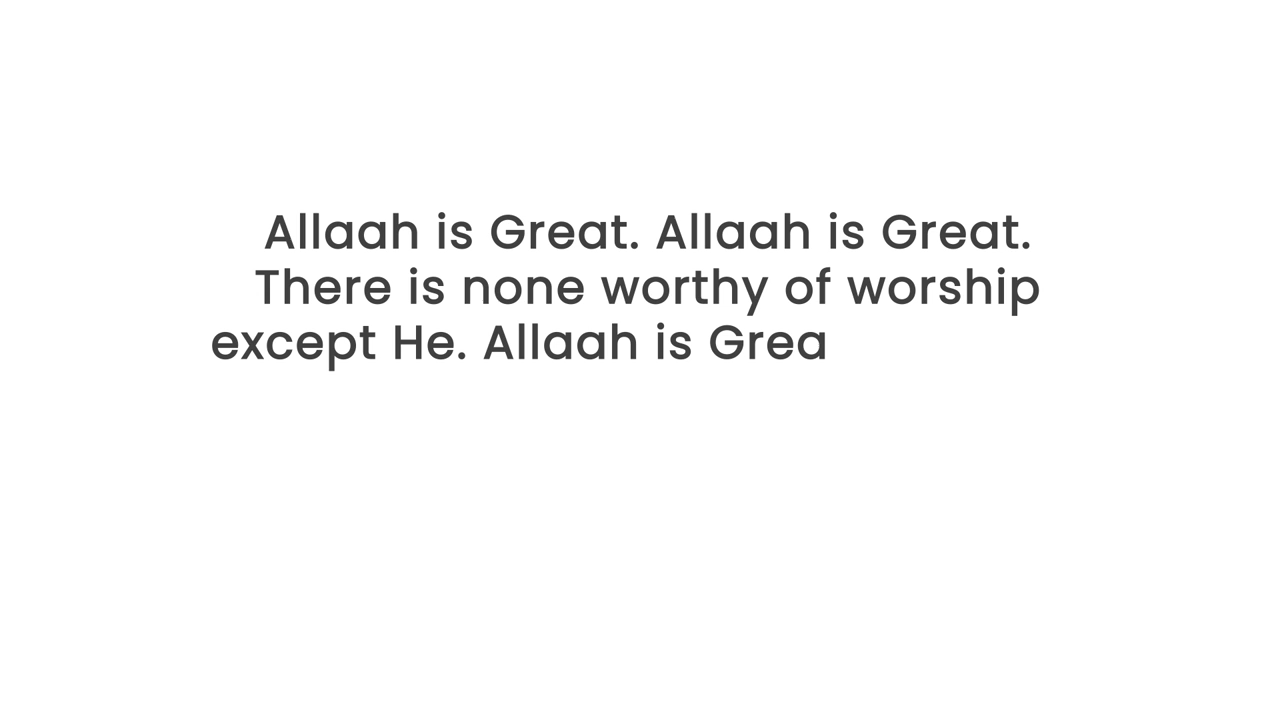 Allaah is Great. Allaah is Great.
There is none worthy of worship
except He. Allaah is Grea